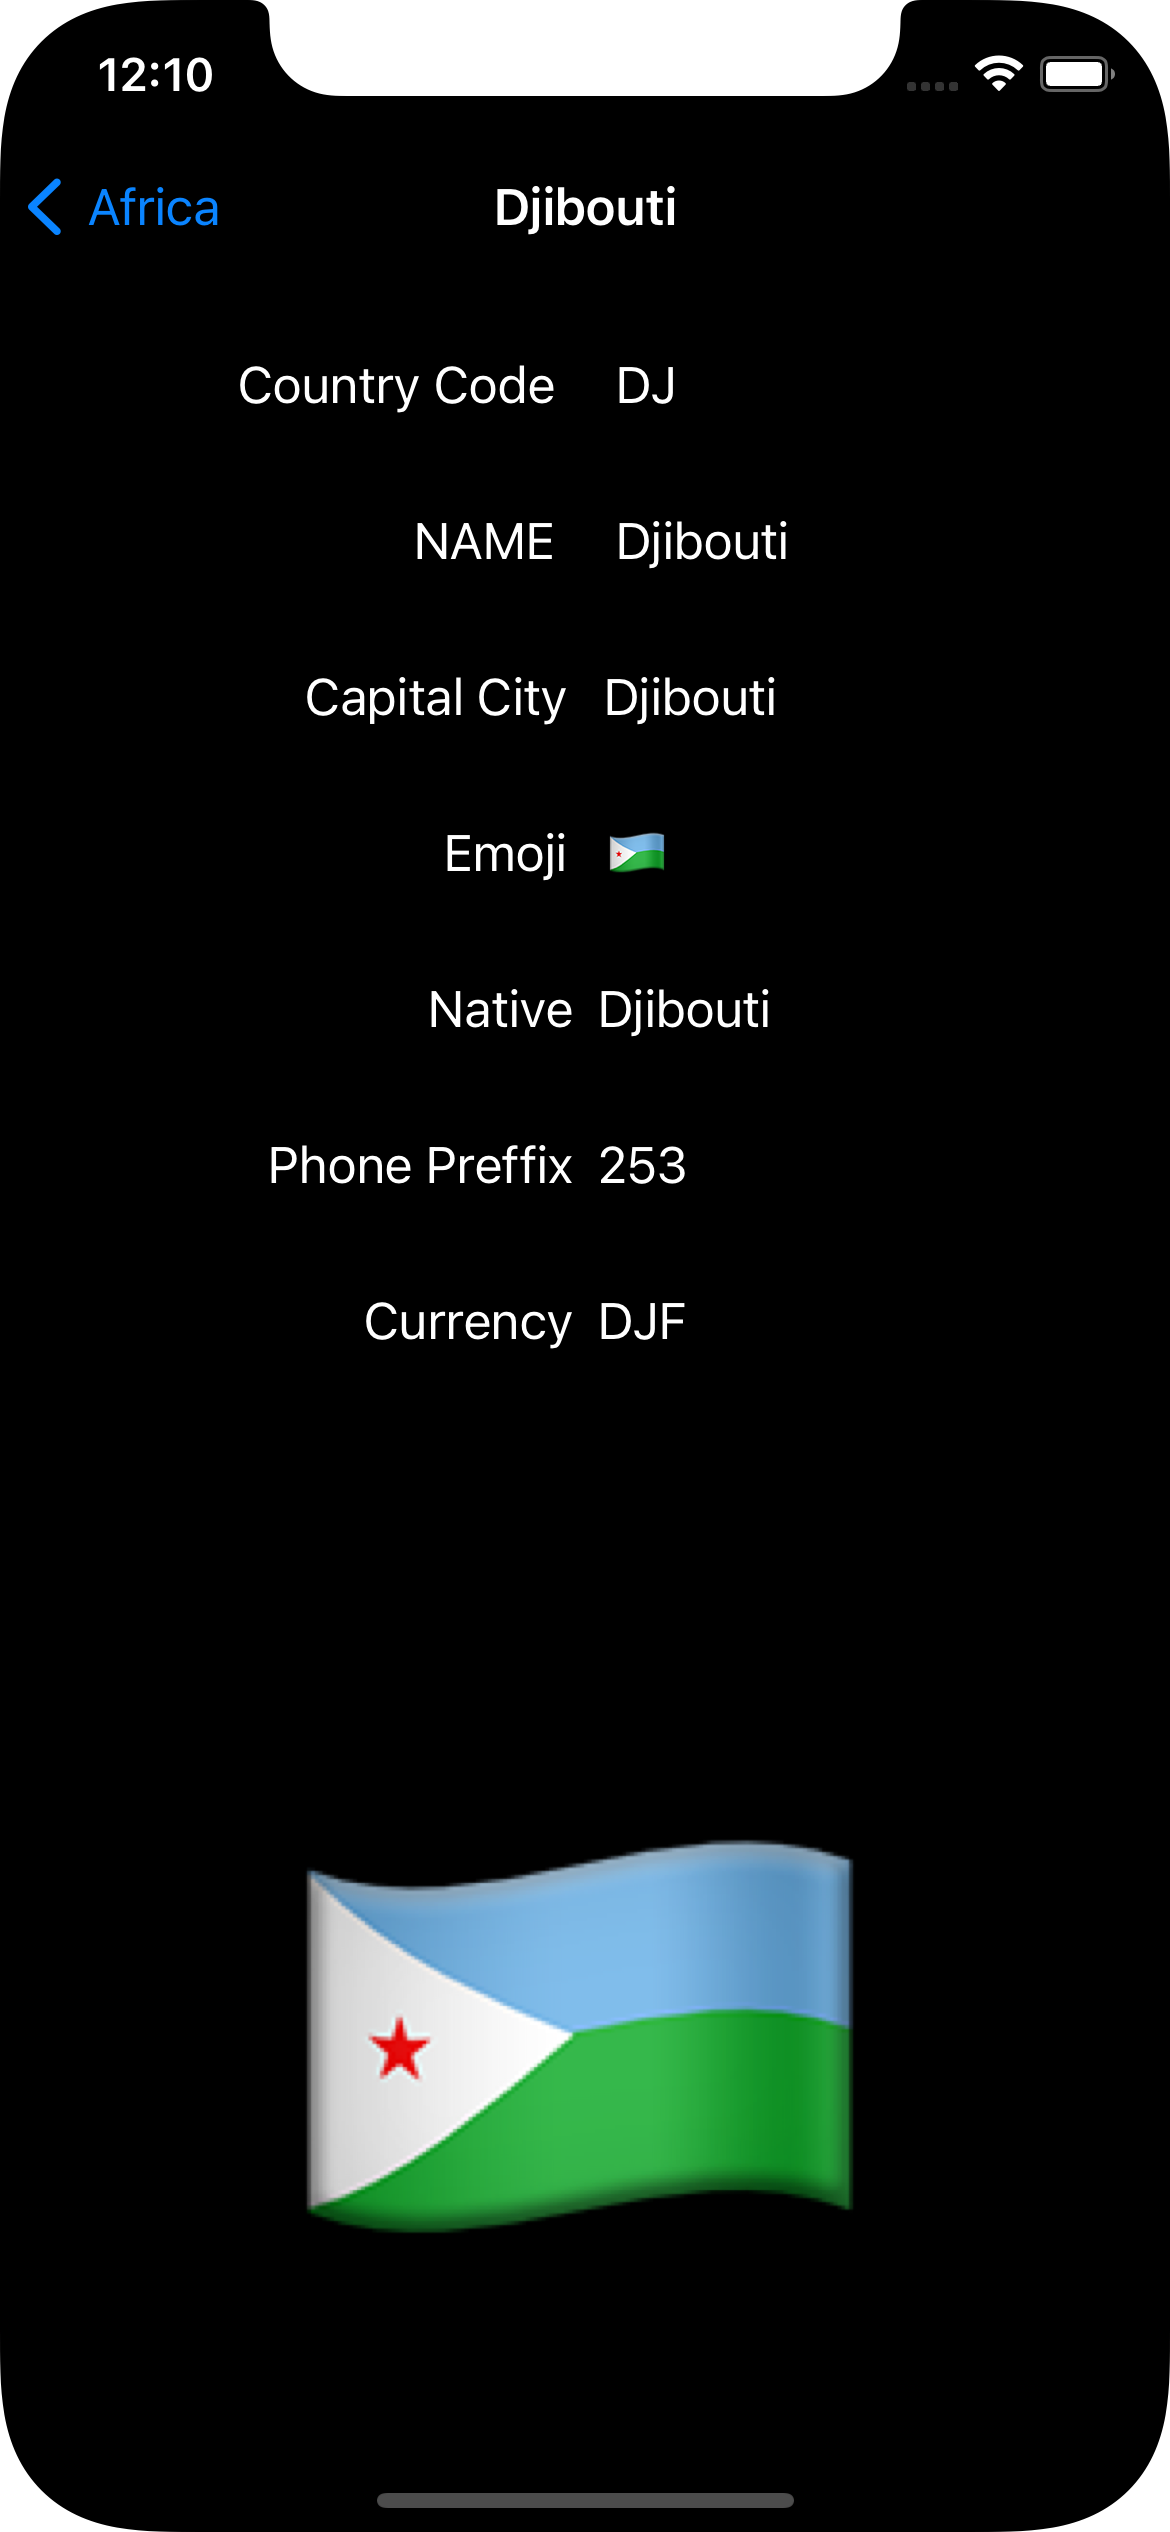 12:10
Africa Djibouti
Country Code DJ
NAME Djibouti
Capital City Djibouti
Emoji 🇩🇯
Native Djibouti
Phone Preffix 253
Currency DJF